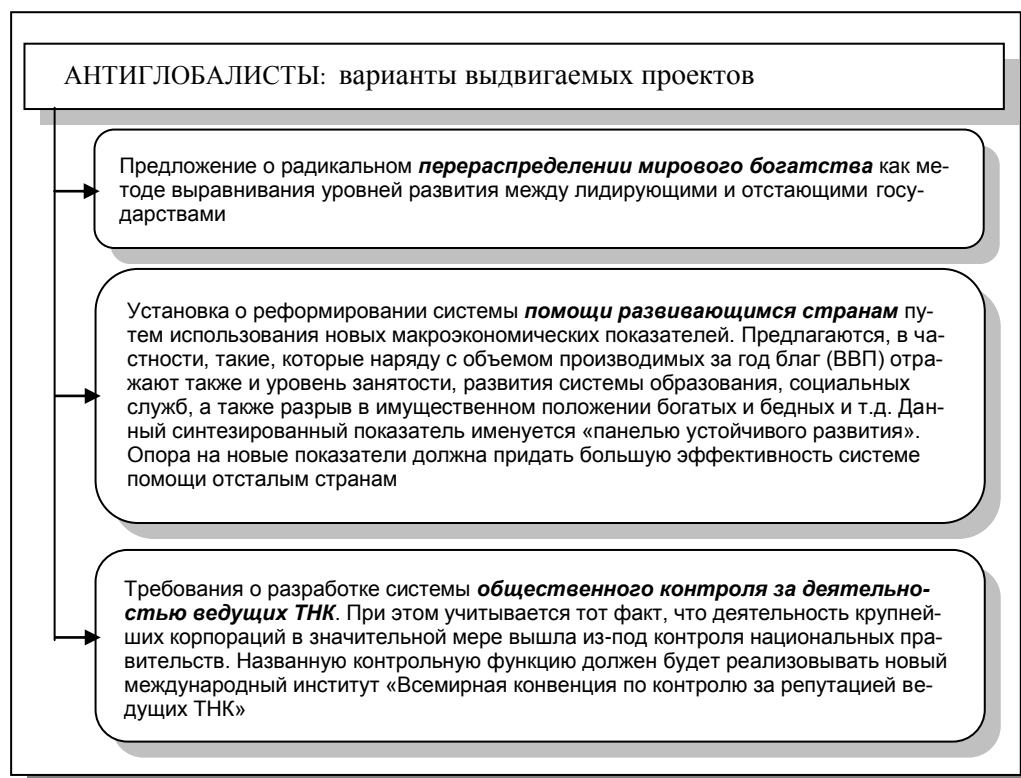 АНТИГЛОБАЛИСТЫ: варианты выдвигаемых проектов
Предложение о радикальном перераспределении мирового богатства как ме-
тоде выравнивания уровней развития между лидирующими и отстающими госу-
дарствами
Установка о реформировании системы помощи развивающимся странам пу-
тем использования новых макроэкономических показателей. Предлагаются, в ча-
стности, такие, которые наряду с объемом производимых за год благ (ВВП) отра-
жают также и уровень занятости, развития системы образования, социальных
служб, а также разрыв в имущественном положении богатых и бедных и т.д. Дан-
ный синтезированный показатель именуется «панелью устойчивого развития».
Опора на новые показатели должна придать большую эффективность системе
помощи отсталым странам
Требования о разработке системы общественного контроля за деятельно-
стью ведущих ТНК. При этом учитывается тот факт, что деятельность крупней-
ших корпораций в значительной мере вышла из-под контроля национальных пра-
вительств. Названную контрольную функцию должен будет реализовывать новый
международный институт «Всемирная конвенция по контролю за репутацией ве-
дущих ТНК»